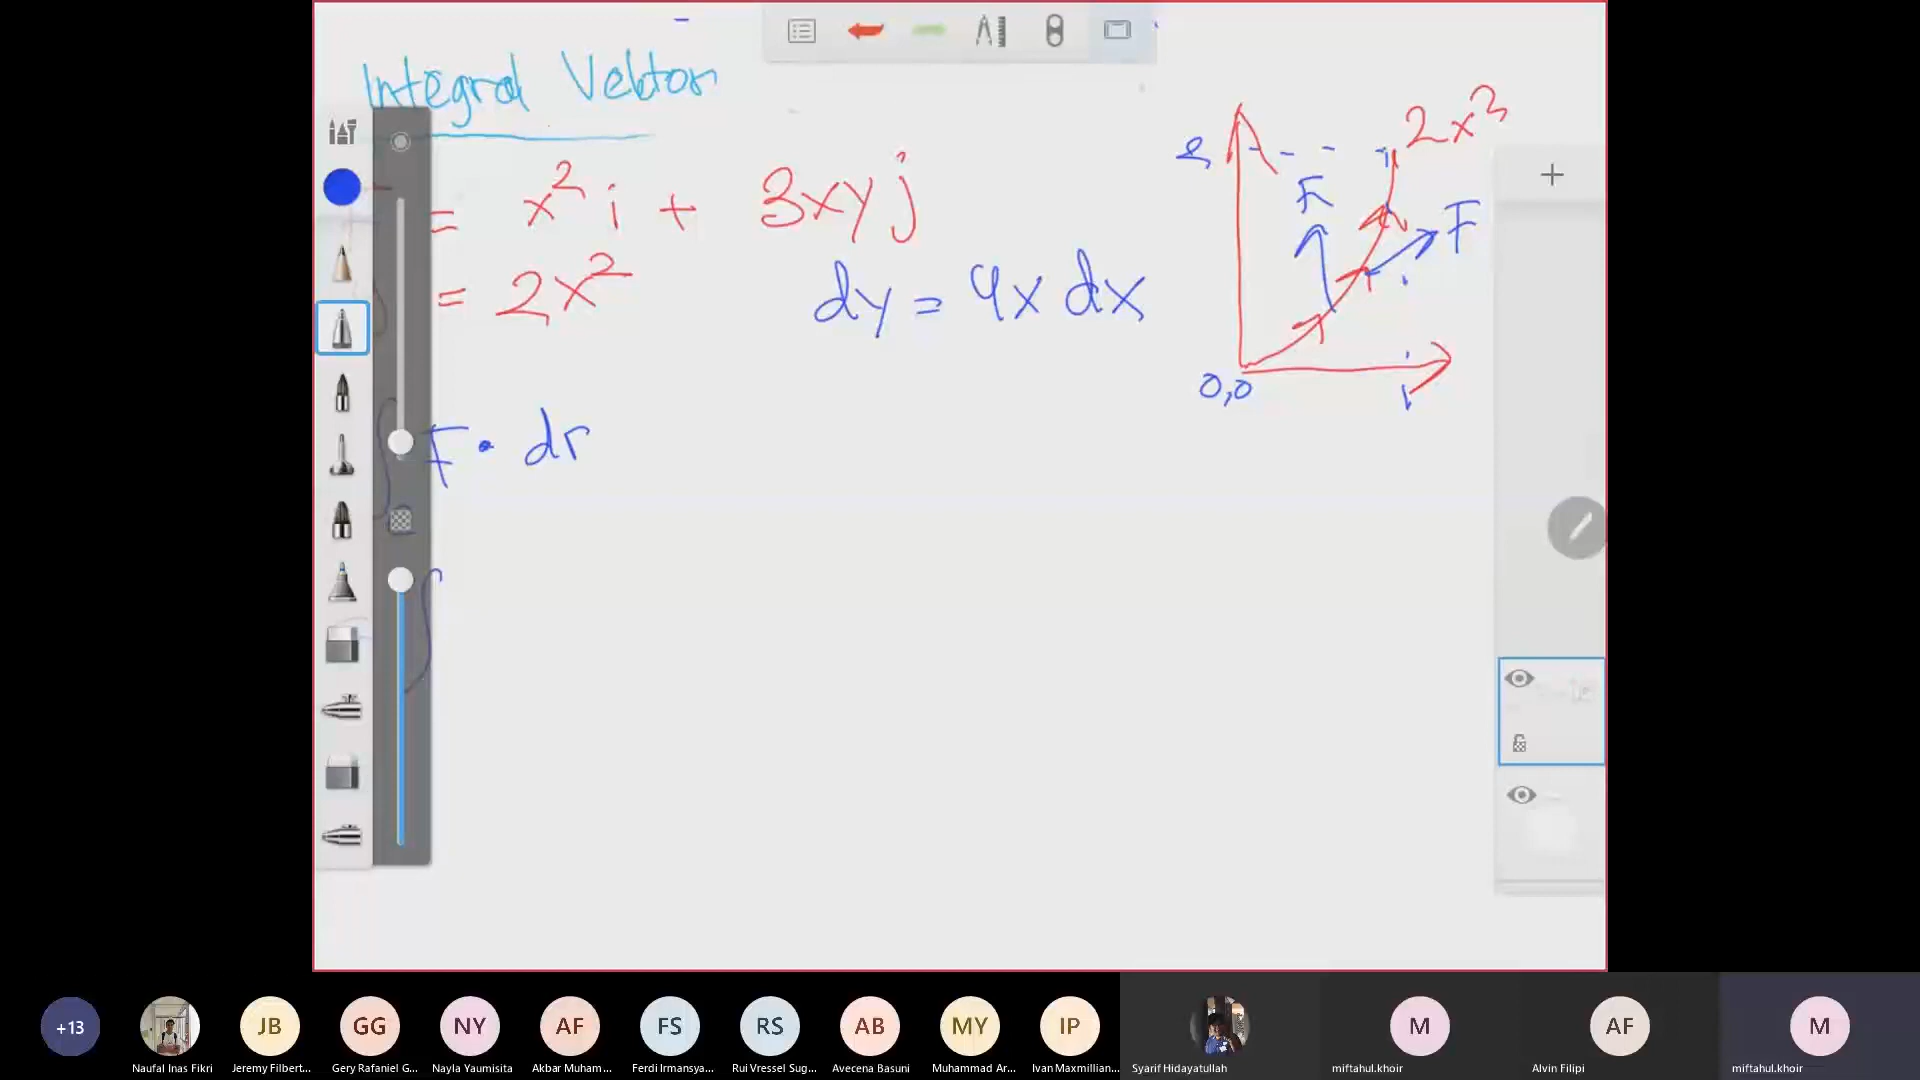 Integral Vektor
= x² i + 3xy j
= 2x² dy = 4x dx
2x²
2
F
F
0,0
1
F · dr
∫
+13
JB
GG
NY
AF
FS
RS
AB
MY
IP
M
AF
M
Naufal Inas Fikri
Jeremy Filbert...
Gery Rafaniel G...
Nayla Yaumisita
Akbar Muham...
Ferdi Irmansya...
Rui Vressel Sug...
Avecena Basuni
Muhammad Ar...
Ivan Maxmillian...
Syarif Hidayatullah
miftahul.khoir
Alvin Filipi
miftahul.khoir